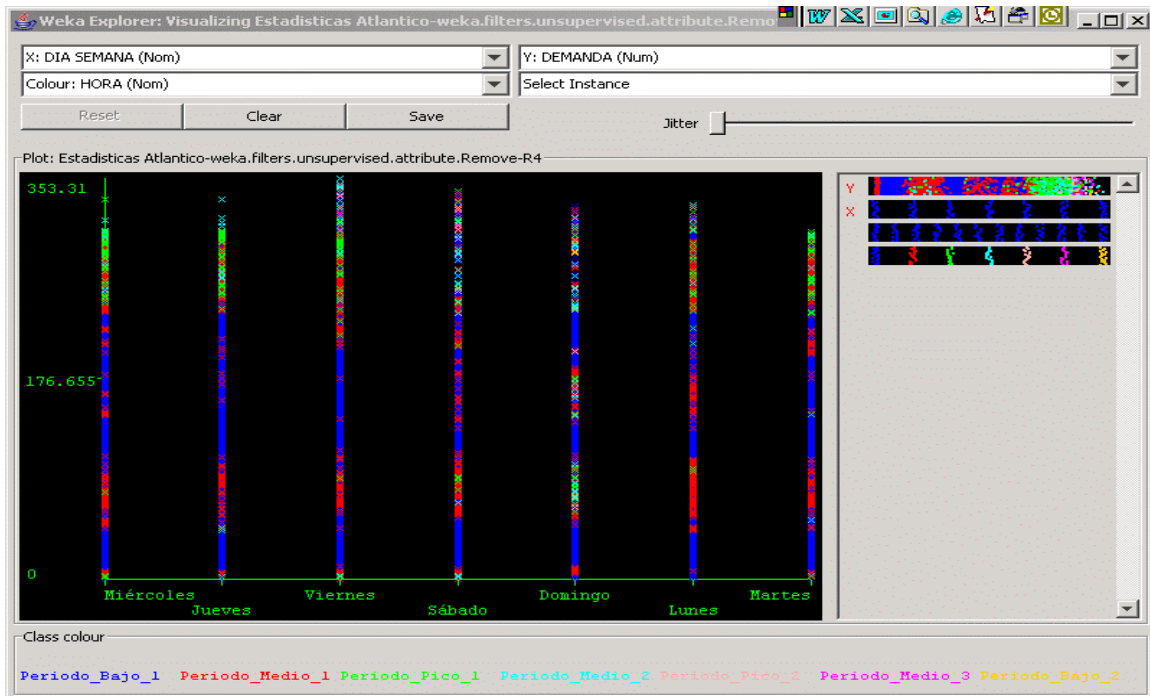 Weka Explorer: Visualizing Estadisticas Atlantico-weka.filters.unsupervised.attribute.Remo
X: DIA SEMANA (Nom)
Y: DEMANDA (Num)
Colour: HORA (Nom)
Select Instance
Reset
Clear
Save
Jitter
Plot: Estadisticas Atlantico-weka.filters.unsupervised.attribute.Remove-R4
353.31
176.655
0
Miércoles
Jueves
Viernes
Sábado
Domingo
Lunes
Martes
Y
X
Class colour
Periodo_Bajo_1 Periodo_Medio_1 Periodo_Pico_1 Periodo_Medio_2 Periodo_Pico_2 Periodo_Medio_3 Periodo_Bajo_2